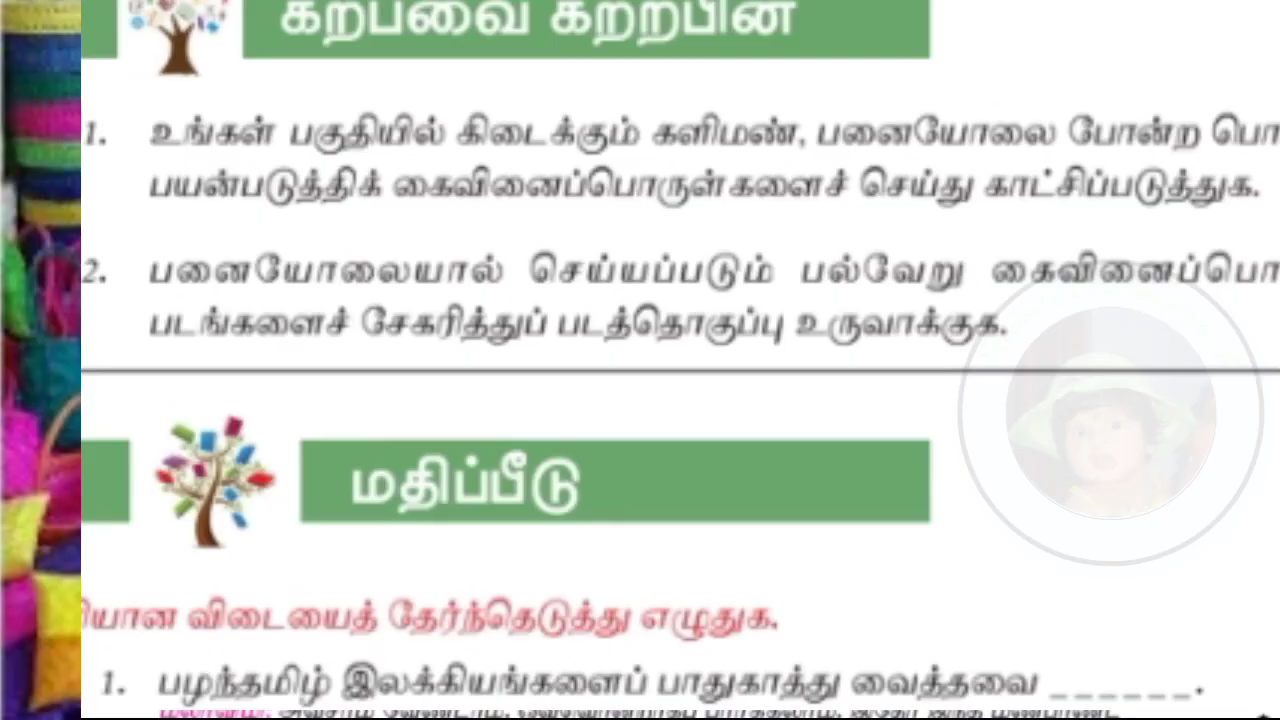 கற்பவை கற்றபின்
1. உங்கள் பகுதியில் கிடைக்கும் களிமண், பனையோலை போன்ற
பயன்படுத்திக் கைவினைப்பொருள்களைச் செய்து காட்சிப்படுத்துக.
2. பனையோலையால் செய்யப்படும் பல்வேறு
படங்களைச் சேகரித்துப் படத்தொகுப்பு உருவாக்குக.
மதிப்பீடு
விடையைத் தேர்ந்தெடுத்து எழுதுக.
1. பழந்தமிழ் இலக்கியங்களைப் பாதுகாத்து வைத்தவை ______.